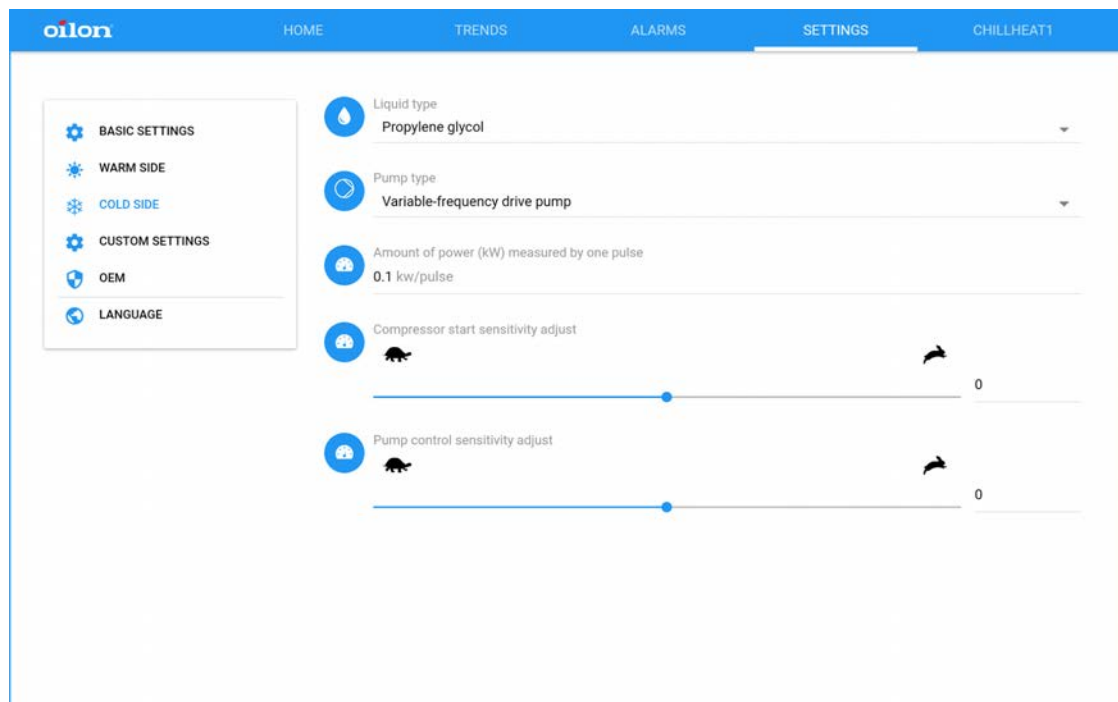 oilon
HOME
TRENDS
ALARMS
SETTINGS
CHILLHEAT1
BASIC SETTINGS
WARM SIDE
COLD SIDE
CUSTOM SETTINGS
OEM
LANGUAGE
Liquid type
Propylene glycol
Pump type
Variable-frequency drive pump
Amount of power (kW) measured by one pulse
0.1 kw/pulse
Compressor start sensitivity adjust
0
Pump control sensitivity adjust
0